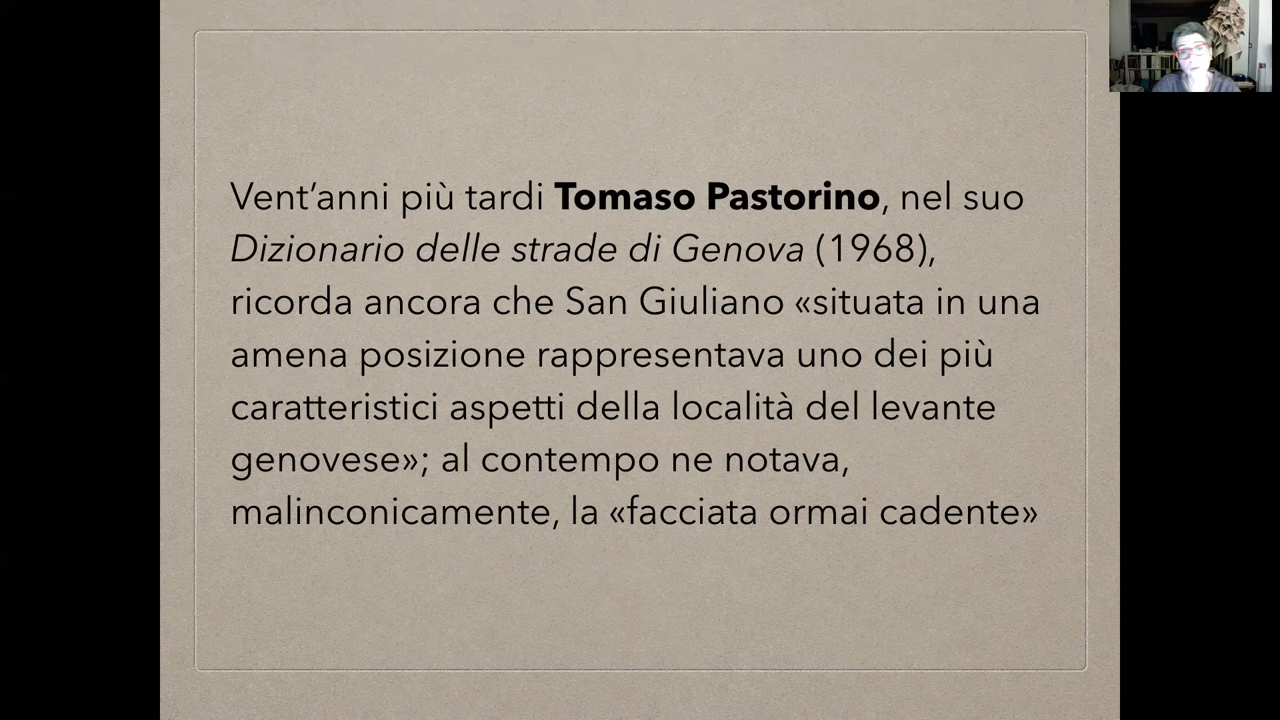 Vent’anni più tardi Tomaso Pastorino, nel suo
Dizionario delle strade di Genova (1968),
ricorda ancora che San Giuliano «situata in una
amena posizione rappresentava uno dei più
caratteristici aspetti della località del levante
genovese»; al contempo ne notava,
malinconicamente, la «facciata ormai cadente»